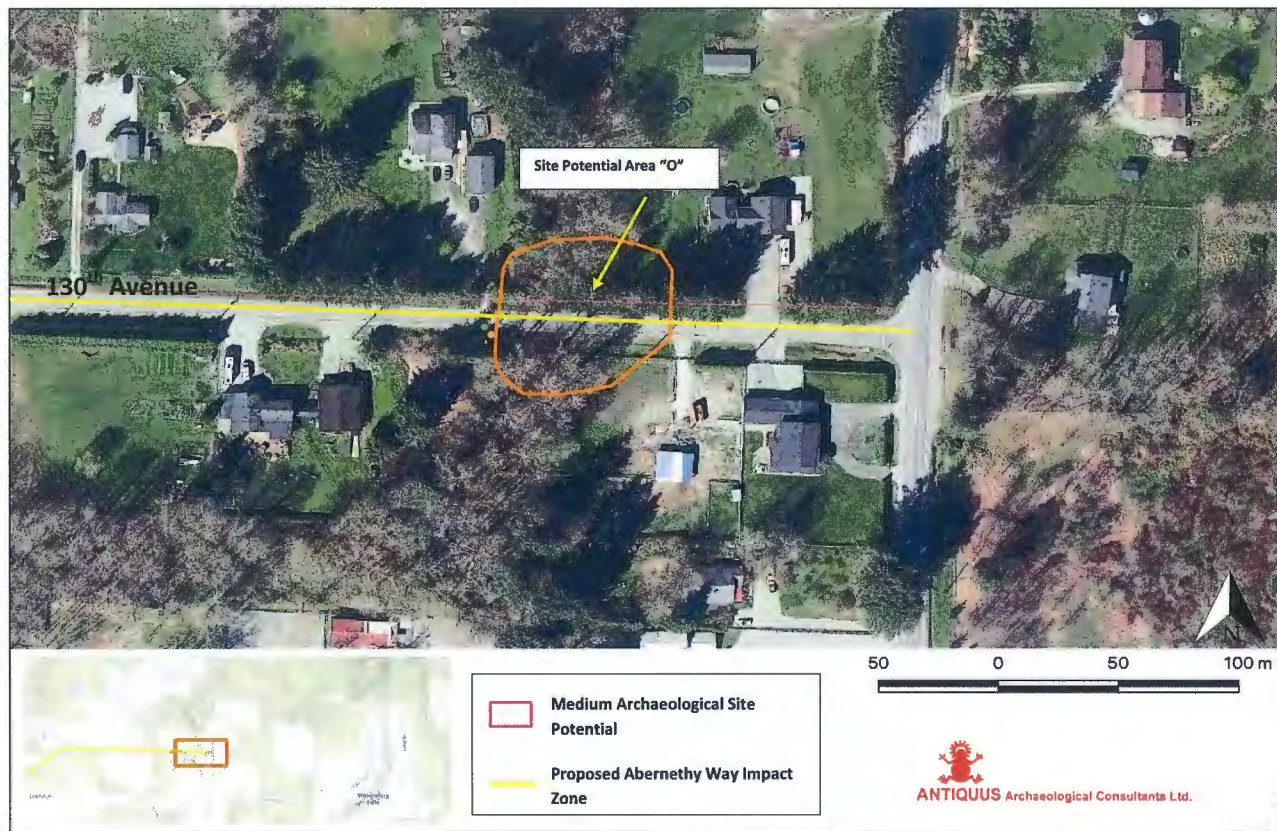 Site Potential Area "O"
130 Avenue
N
50 0 50 100 m
Medium Archaeological Site
Potential
Proposed Abernethy Way Impact
Zone
ANTIQUUS Archaeological Consultants Ltd.